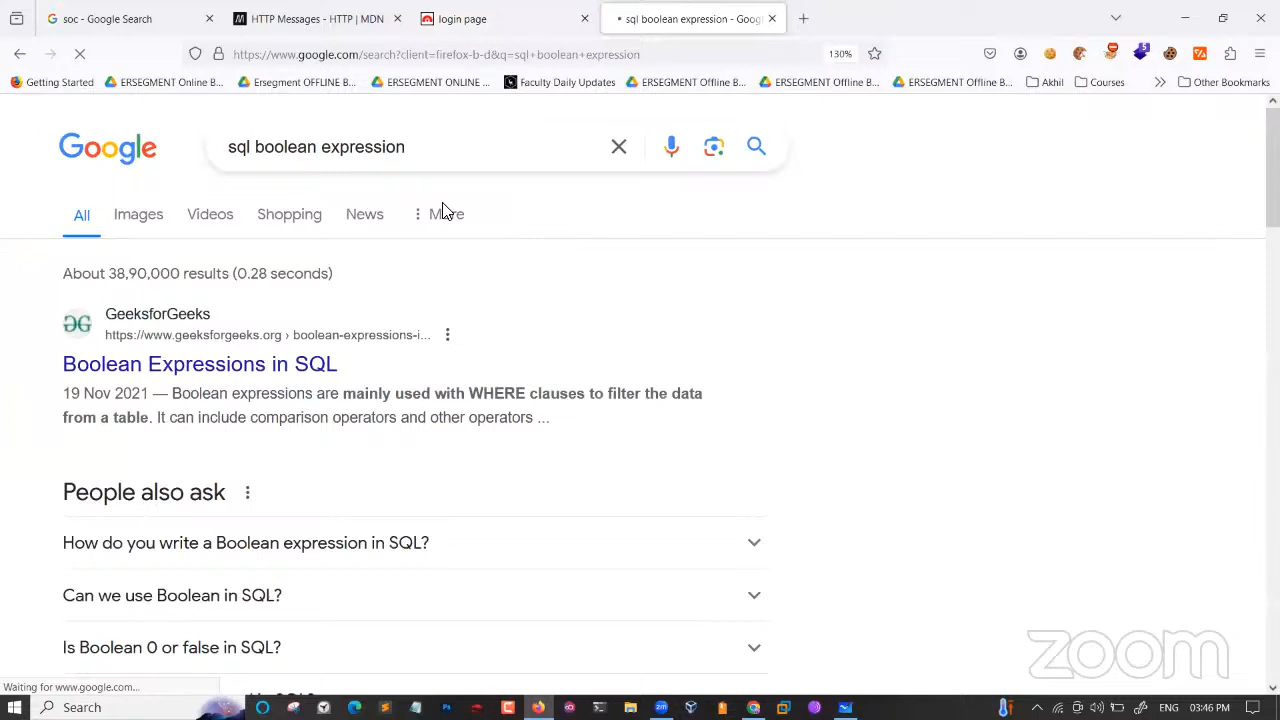 soc - Google Search
HTTP Messages - HTTP | MDN
login page
sql boolean expression - Goog
https://www.google.com/search?client=firefox-b-d&q=sql+boolean+expression
130%
5
Getting Started
ERSEGMENT Online B...
Ersegment OFFLINE B...
ERSEGMENT ONLINE ...
Faculty Daily Updates
ERSEGMENT Offline B...
ERSEGMENT Offline B...
ERSEGMENT Offline B...
Akhil
Courses
Other Bookmarks
Google
sql boolean expression
All
Images
Videos
Shopping
News
More
About 38,90,000 results (0.28 seconds)
GeeksforGeeks
https://www.geeksforgeeks.org › boolean-expressions-i...
Boolean Expressions in SQL
19 Nov 2021 — Boolean expressions are mainly used with WHERE clauses to filter the data
from a table. It can include comparison operators and other operators ...
People also ask
How do you write a Boolean expression in SQL?
Can we use Boolean in SQL?
Is Boolean 0 or false in SQL?
zoom
Waiting for www.google.com...
Search
ENG
03:46 PM